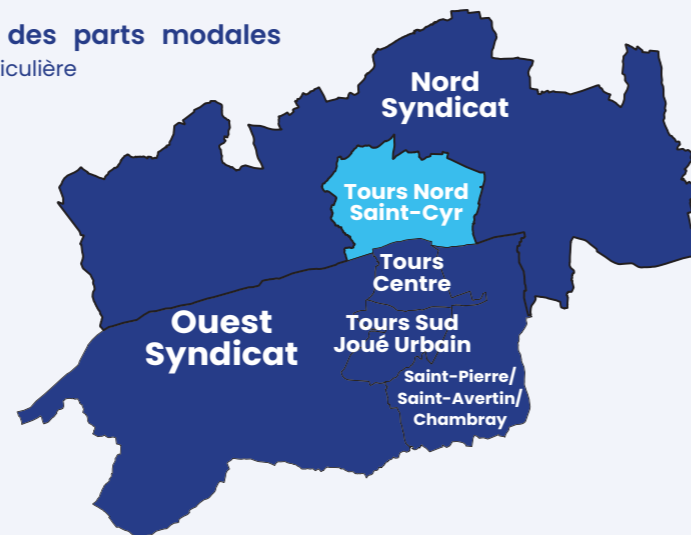 des parts modales
iculière
Nord
Syndicat
Tours Nord
Saint-Cyr
Tours
Centre
Ouest
Syndicat
Tours Sud
Joué Urbain
Saint-Pierre/
Saint-Avertin/
Chambray